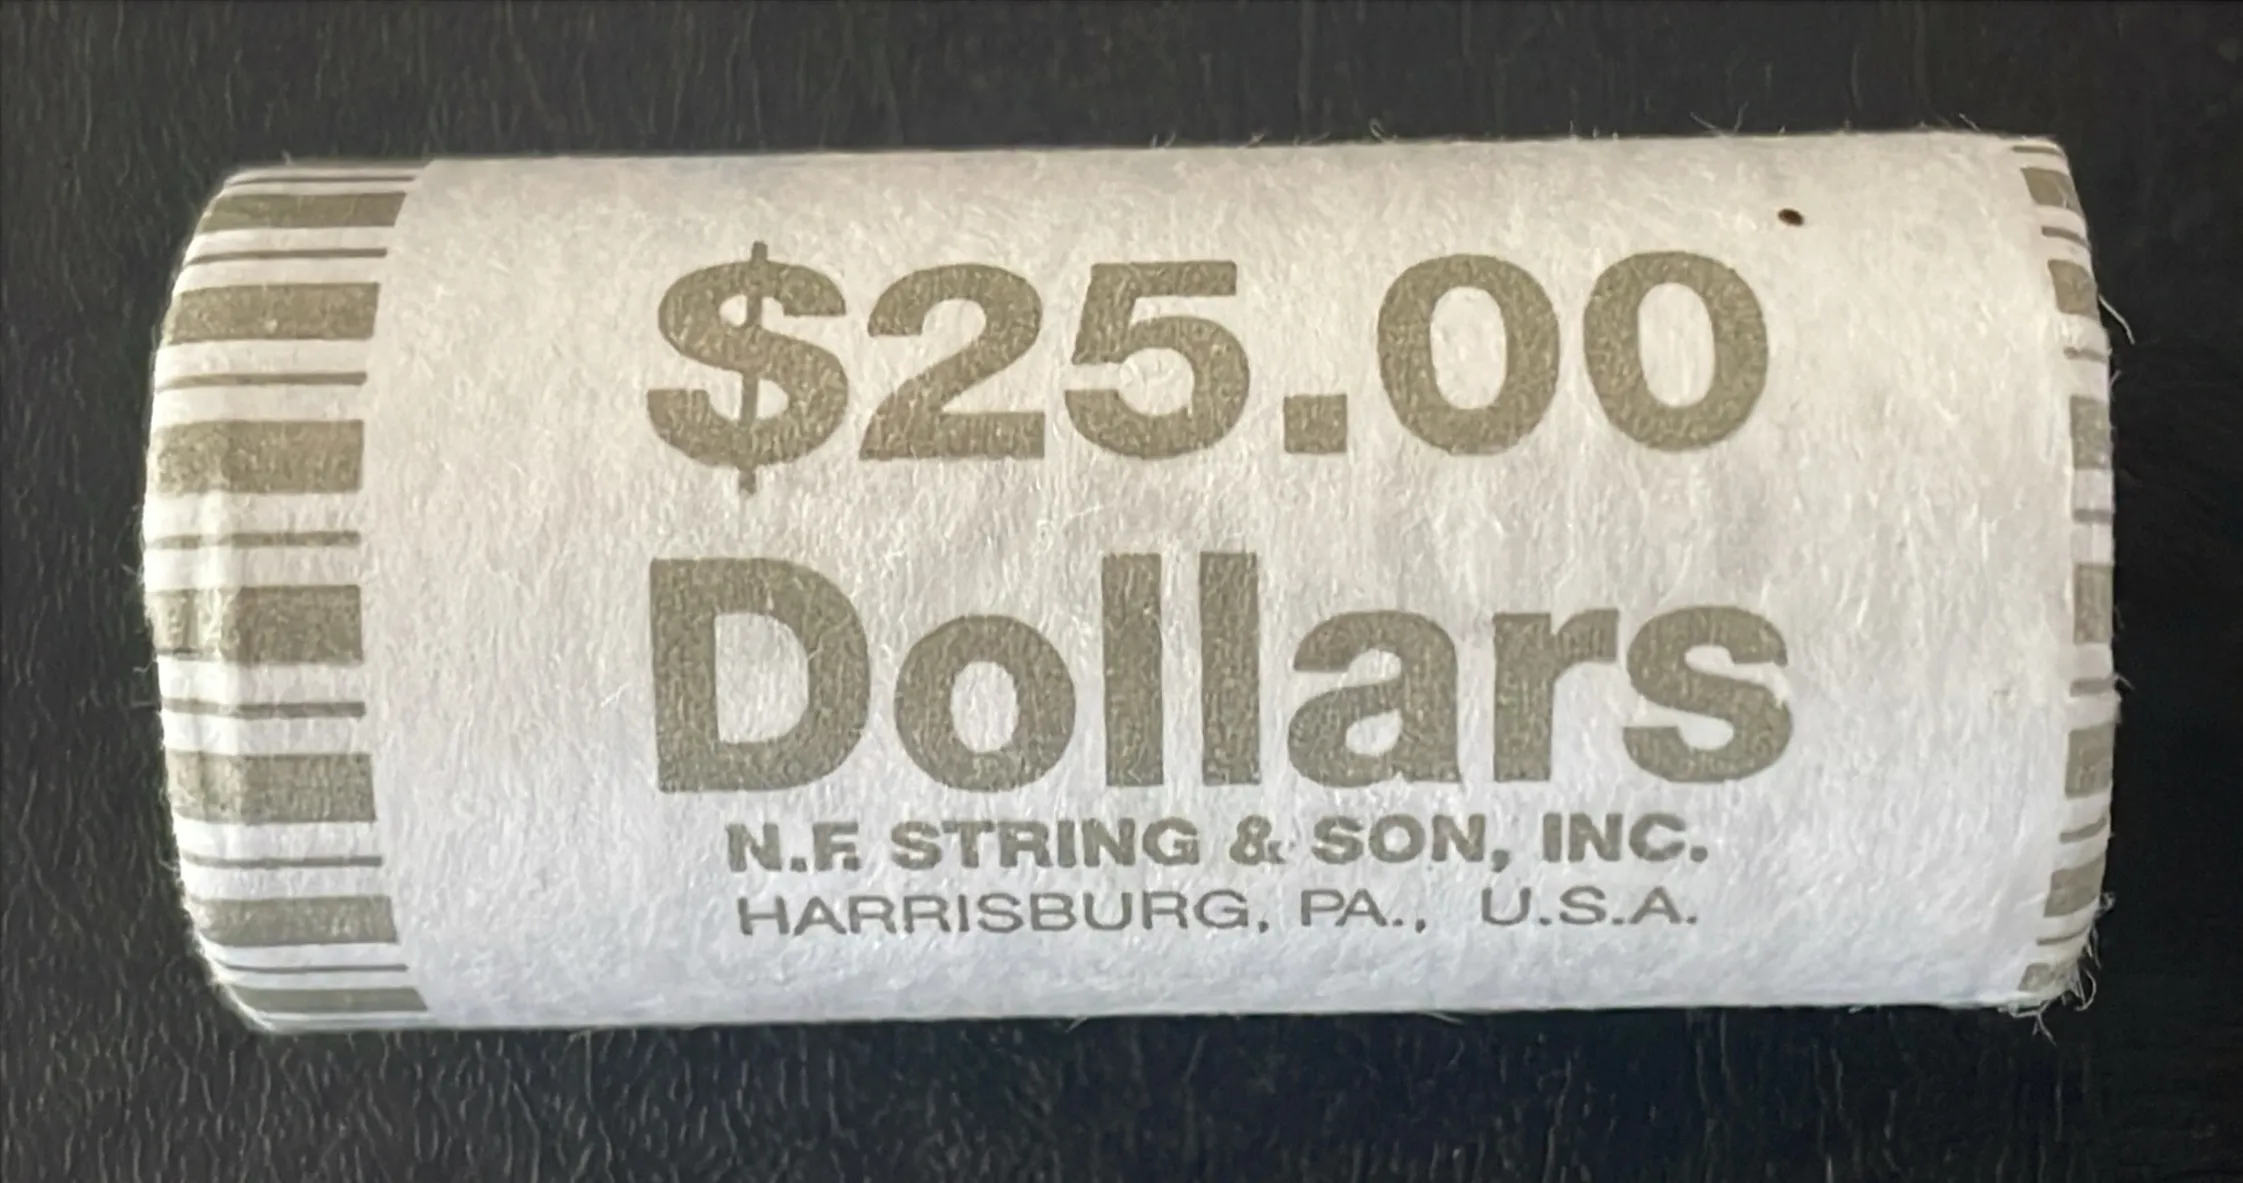 $25.00
Dollars
N.F. STRING & SON, INC.
HARRISBURG, PA., U.S.A.